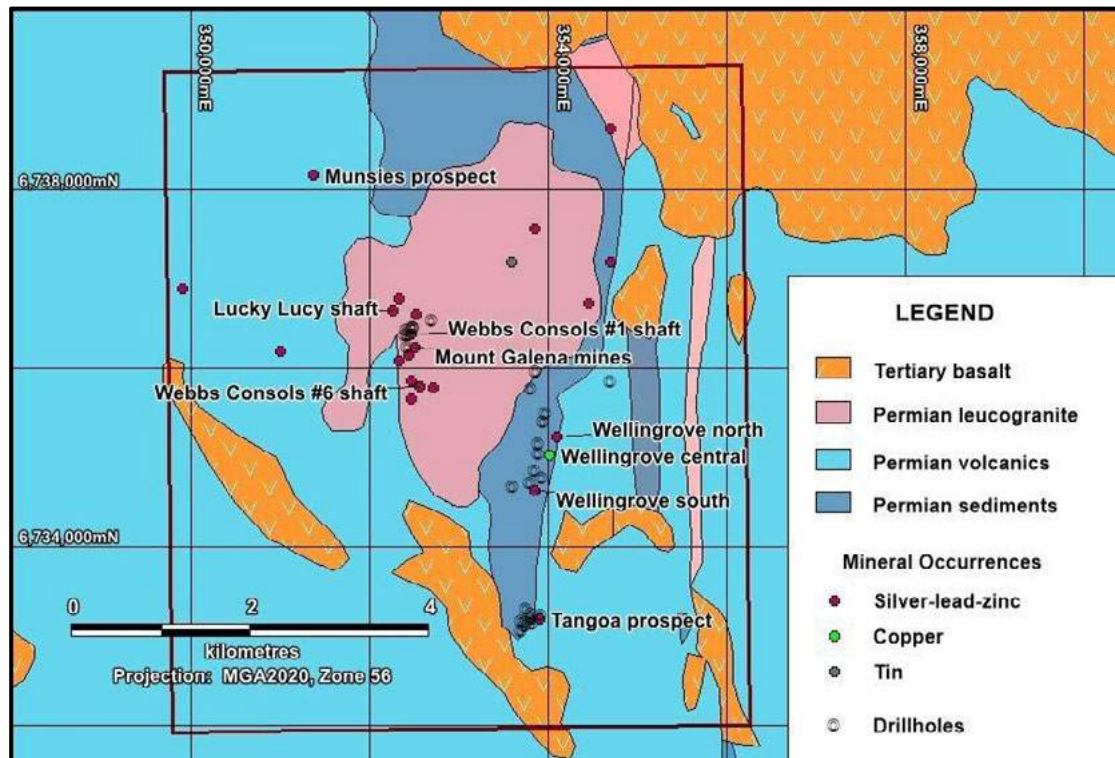 350,000mE
354,000mE
358,000mE
6,738,000mN
Munsies prospect
Lucky Lucy shaft
Webbs Consols #1 shaft
Mount Galena mines
Webbs Consols #6 shaft
Wellingrove north
Wellingrove central
Wellingrove south
6,734,000mN
0 2 4
kilometres
Projection: MGA2020, Zone 56
Tangoa prospect
LEGEND
Tertiary basalt
Permian leucogranite
Permian volcanics
Permian sediments
Mineral Occurrences
Silver-lead-zinc
Copper
Tin
Drillholes